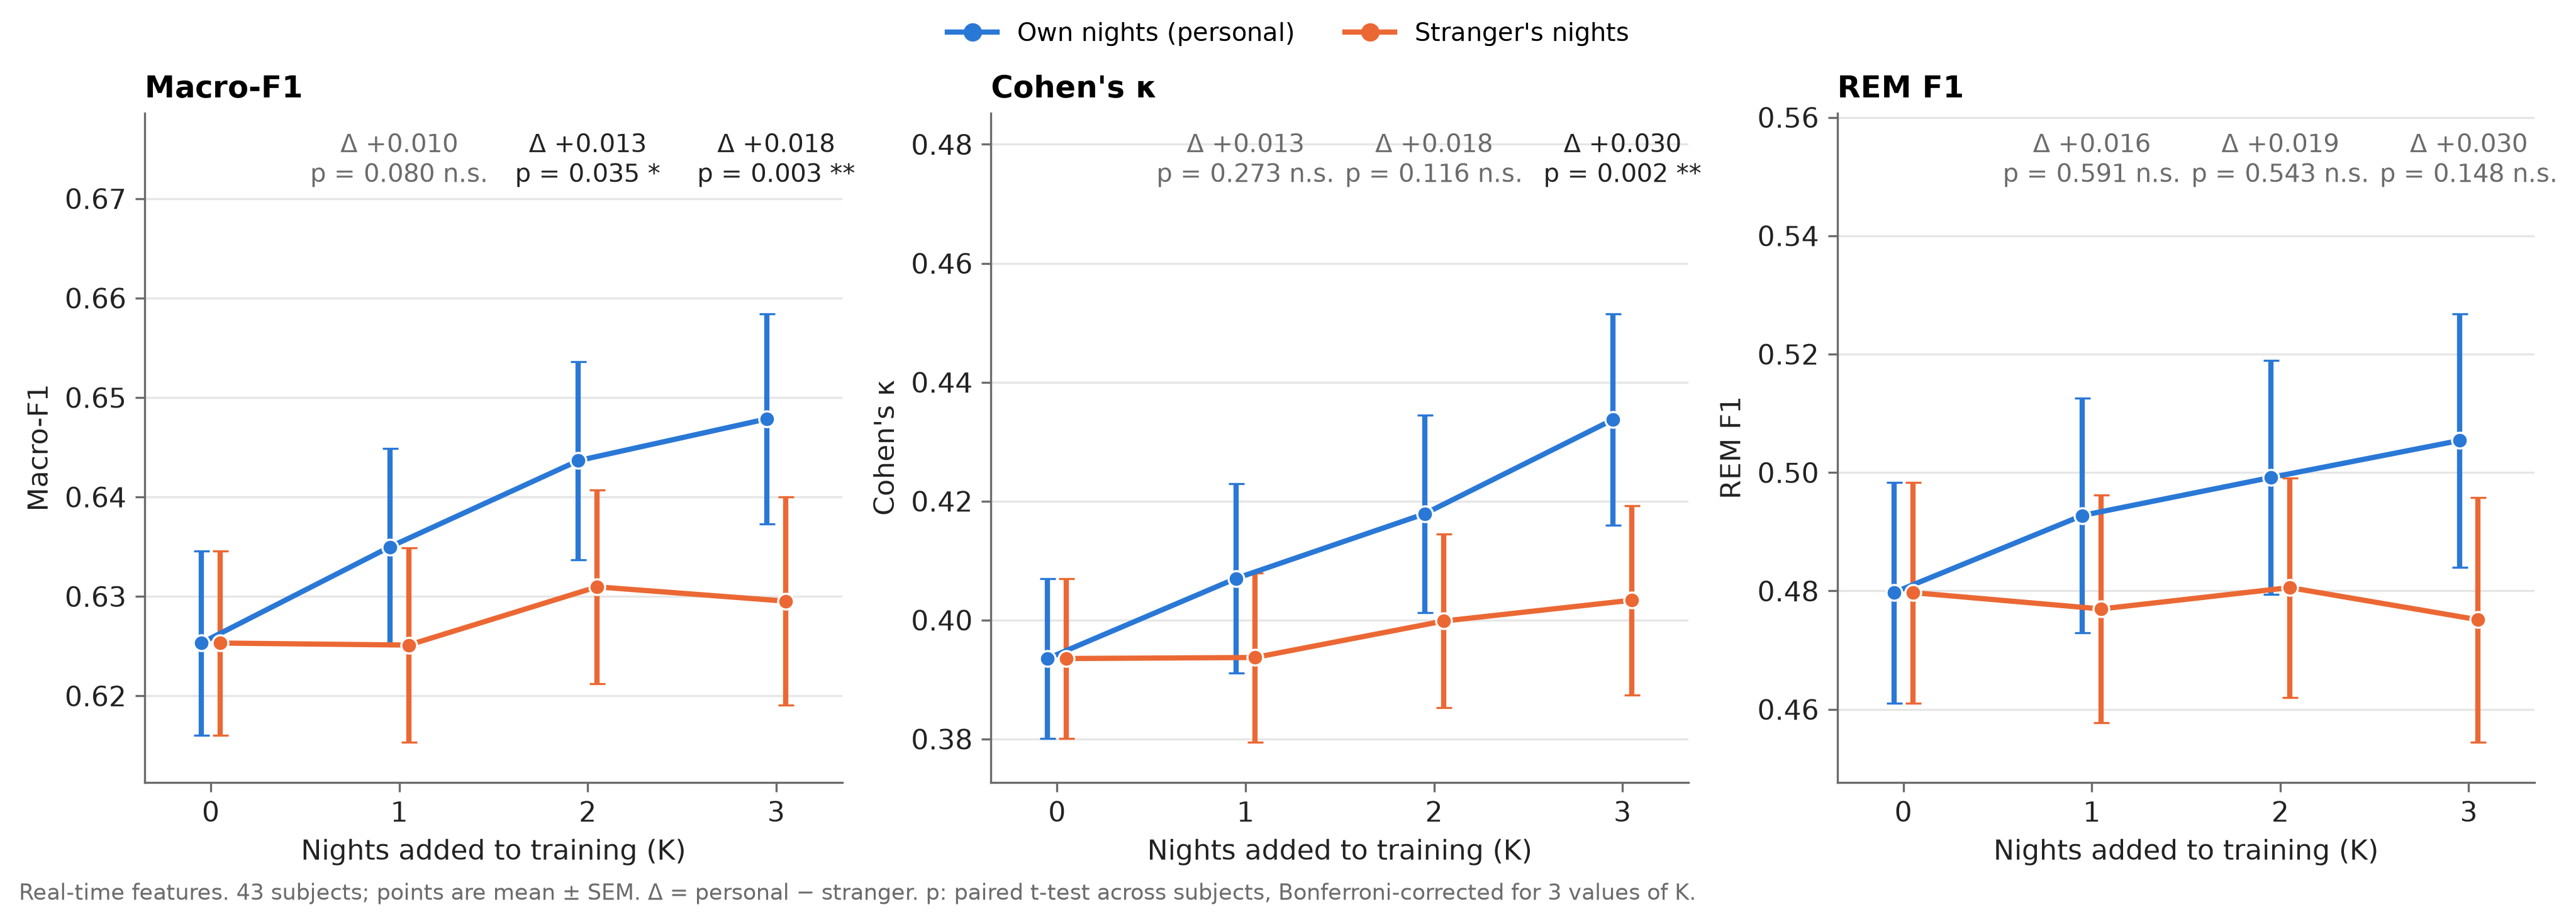 Own nights (personal)
Stranger's nights
Macro-F1
Δ +0.010
p = 0.080 n.s.
Δ +0.013
p = 0.035 *
Δ +0.018
p = 0.003 **
0.67
0.66
0.65
0.64
0.63
0.62
Macro-F1
0
1
2
3
Nights added to training (K)
Cohen's κ
Δ +0.013
p = 0.273 n.s.
Δ +0.018
p = 0.116 n.s.
Δ +0.030
p = 0.002 **
0.48
0.46
0.44
0.42
0.40
0.38
Cohen's κ
0
1
2
3
Nights added to training (K)
REM F1
Δ +0.016
p = 0.591 n.s.
Δ +0.019
p = 0.543 n.s.
Δ +0.030
p = 0.148 n.s.
0.56
0.54
0.52
0.50
0.48
0.46
REM F1
0
1
2
3
Nights added to training (K)
Real-time features. 43 subjects; points are mean ± SEM. Δ = personal − stranger. p: paired t-test across subjects, Bonferroni-corrected for 3 values of K.